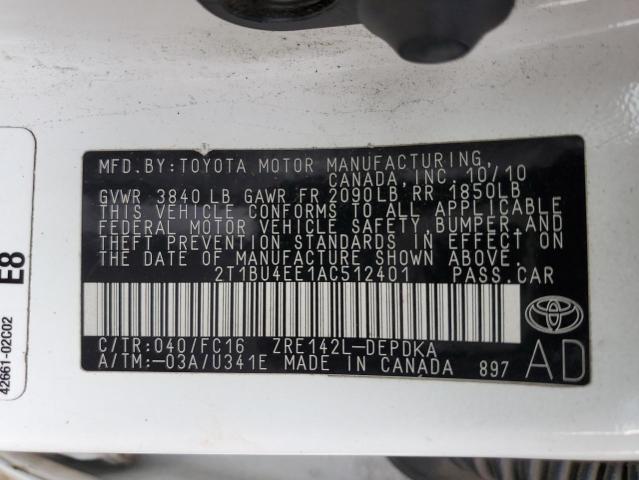 MFD.BY:TOYOTA MOTOR MANUFACTURING,
CANADA, INC. 10/10
GVWR 3840 LB GAWR FR 2090LB RR 1850LB
THIS VEHICLE CONFORMS TO ALL APPLICABLE
FEDERAL MOTOR VEHICLE SAFETY, BUMPER, AND
THEFT PREVENTION STANDARDS IN EFFECT ON
THE DATE OF MANUFACTURE SHOWN ABOVE.
2T1BU4EE1AC512401 PASS.CAR
C/TR:040/FC16 ZRE142L-DEPDKA
A/TM:-03A/U341E MADE IN CANADA 897
AD
E8
42661-02C02